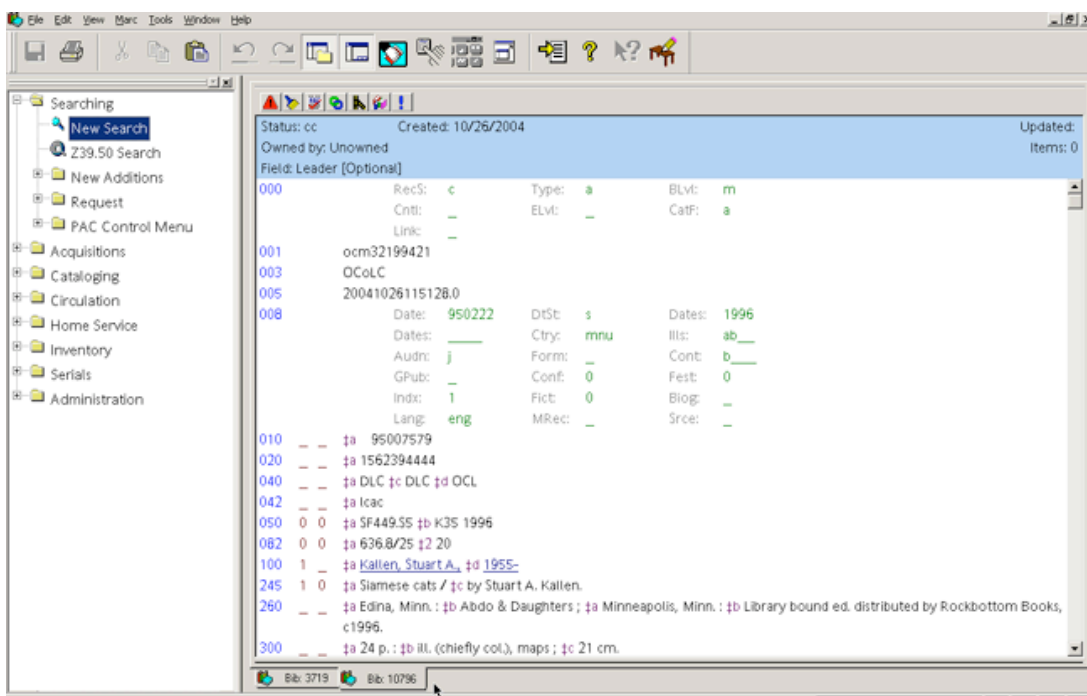 File Edit View Marc Tools Window Help
Searching
New Search
Z39.50 Search
New Additions
Request
PAC Control Menu
Acquisitions
Cataloging
Circulation
Home Service
Inventory
Serials
Administration
Status: cc Created: 10/26/2004 Updated:
Owned by: Unowned Items: 0
Field: Leader [Optional]
000 RecS: c Type: a BLvl: m
Cntl: _ ELvl: _ CatF: a
Link: _
001 ocm32199421
003 OCoLC
005 20041026115128.0
008 Date: 950222 DtSt: s Dates: 1996
Dates: ____ Ctry: mnu Ills: ab__
Audn: j Form: _ Cont: b___
GPub: _ Conf: 0 Fest: 0
Indx: 1 Fict: 0 Biog: _
Lang: eng MRec: _ Srce: _
010 _ _ ‡a 95007579
020 _ _ ‡a 1562394444
040 _ _ ‡a DLC ‡c DLC ‡d OCL
042 _ _ ‡a lcac
050 0 0 ‡a SF449.S5 ‡b K35 1996
082 0 0 ‡a 636.8/25 ‡2 20
100 1 _ ‡a Kallen, Stuart A., ‡d 1955-
245 1 0 ‡a Siamese cats / ‡c by Stuart A. Kallen.
260 _ _ ‡a Edina, Minn. : ‡b Abdo & Daughters ; ‡a Minneapolis, Minn. : ‡b Library bound ed. distributed by Rockbottom Books,
c1996.
300 _ _ ‡a 24 p. : ‡b ill. (chiefly col.), maps ; ‡c 21 cm.
Bib: 3719 Bib: 10796